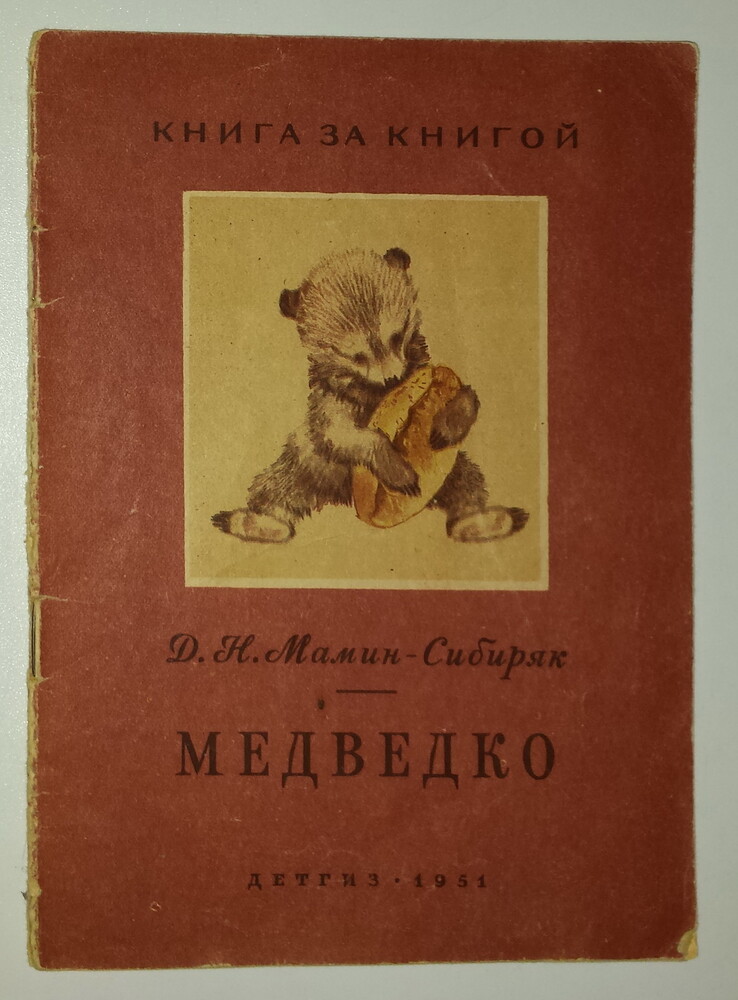 КНИГА ЗА КНИГОЙ
Д. Н. Мамин-Сибиряк
МЕДВЕДКО
ДЕТГИЗ · 1951